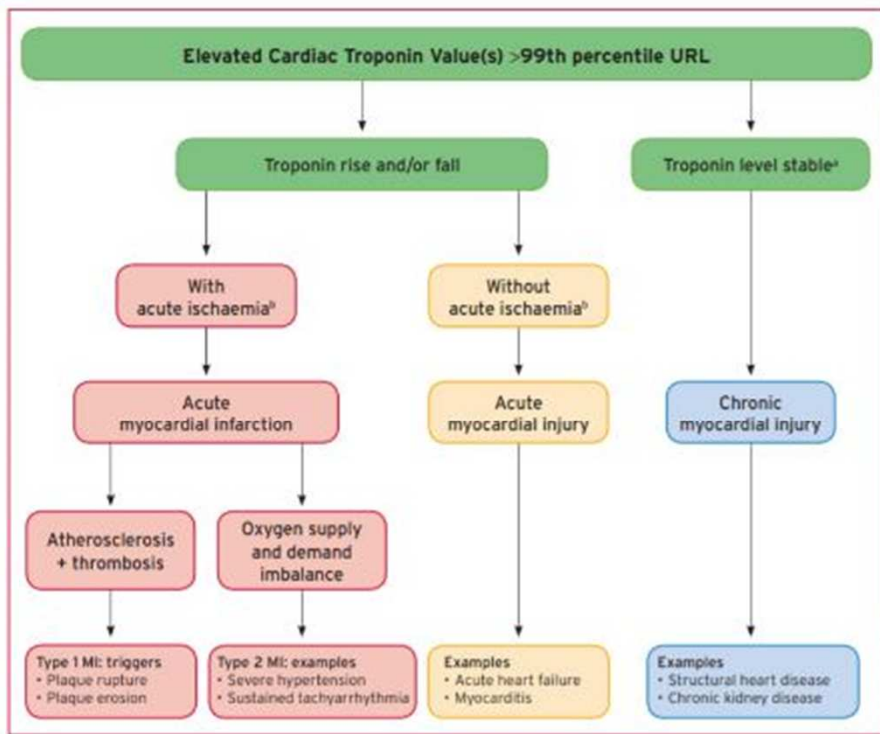 Elevated Cardiac Troponin Value(s) >99th percentile URL
Troponin rise and/or fall
Troponin level stableᵃ
With
acute ischaemiaᵇ
Without
acute ischaemiaᵇ
Acute
myocardial infarction
Acute
myocardial injury
Chronic
myocardial injury
Atherosclerosis
+ thrombosis
Oxygen supply
and demand
imbalance
Type 1 MI: triggers
• Plaque rupture
• Plaque erosion
Type 2 MI: examples
• Severe hypertension
• Sustained tachyarrhythmia
Examples
• Acute heart failure
• Myocarditis
Examples
• Structural heart disease
• Chronic kidney disease